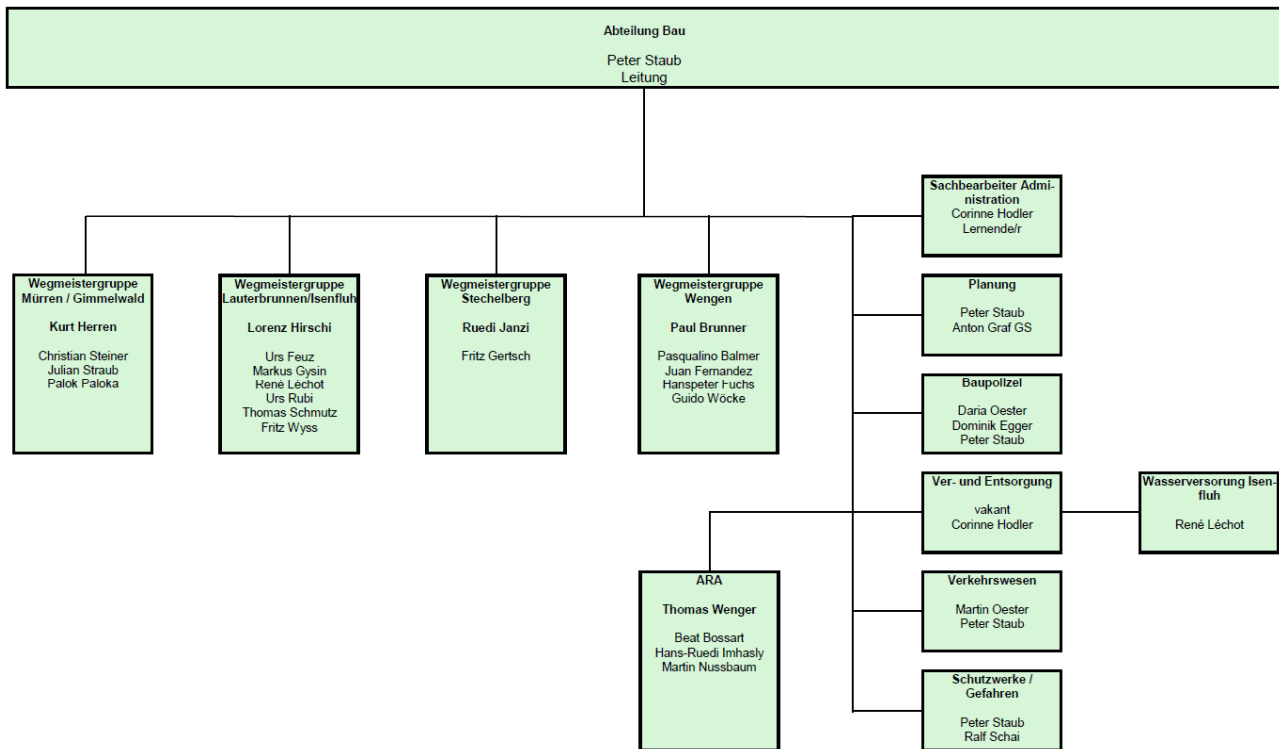 Abteilung Bau
Peter Staub
Leitung
Sachbearbeiter Admi-
nistration
Corinne Hodler
Lernende/r
Wegmeistergruppe
Mürren / Gimmelwald
Kurt Herren
Christian Steiner
Julian Straub
Palok Paloka
Wegmeistergruppe
Lauterbrunnen/Isenfluh
Lorenz Hirschi
Urs Feuz
Markus Gysin
René Léchot
Urs Rubi
Thomas Schmutz
Fritz Wyss
Wegmeistergruppe
Stechelberg
Ruedi Janzi
Fritz Gertsch
Wegmeistergruppe
Wengen
Paul Brunner
Pasqualino Balmer
Juan Fernandez
Hanspeter Fuchs
Guido Wöcke
Planung
Peter Staub
Anton Graf GS
Baupollzel
Daria Oester
Dominik Egger
Peter Staub
Ver- und Entsorgung
vakant
Corinne Hodler
Wasserversorung Isen-
fluh
René Léchot
ARA
Thomas Wenger
Beat Bossart
Hans-Ruedi Imhasly
Martin Nussbaum
Verkehrswesen
Martin Oester
Peter Staub
Schutzwerke /
Gefahren
Peter Staub
Ralf Schai